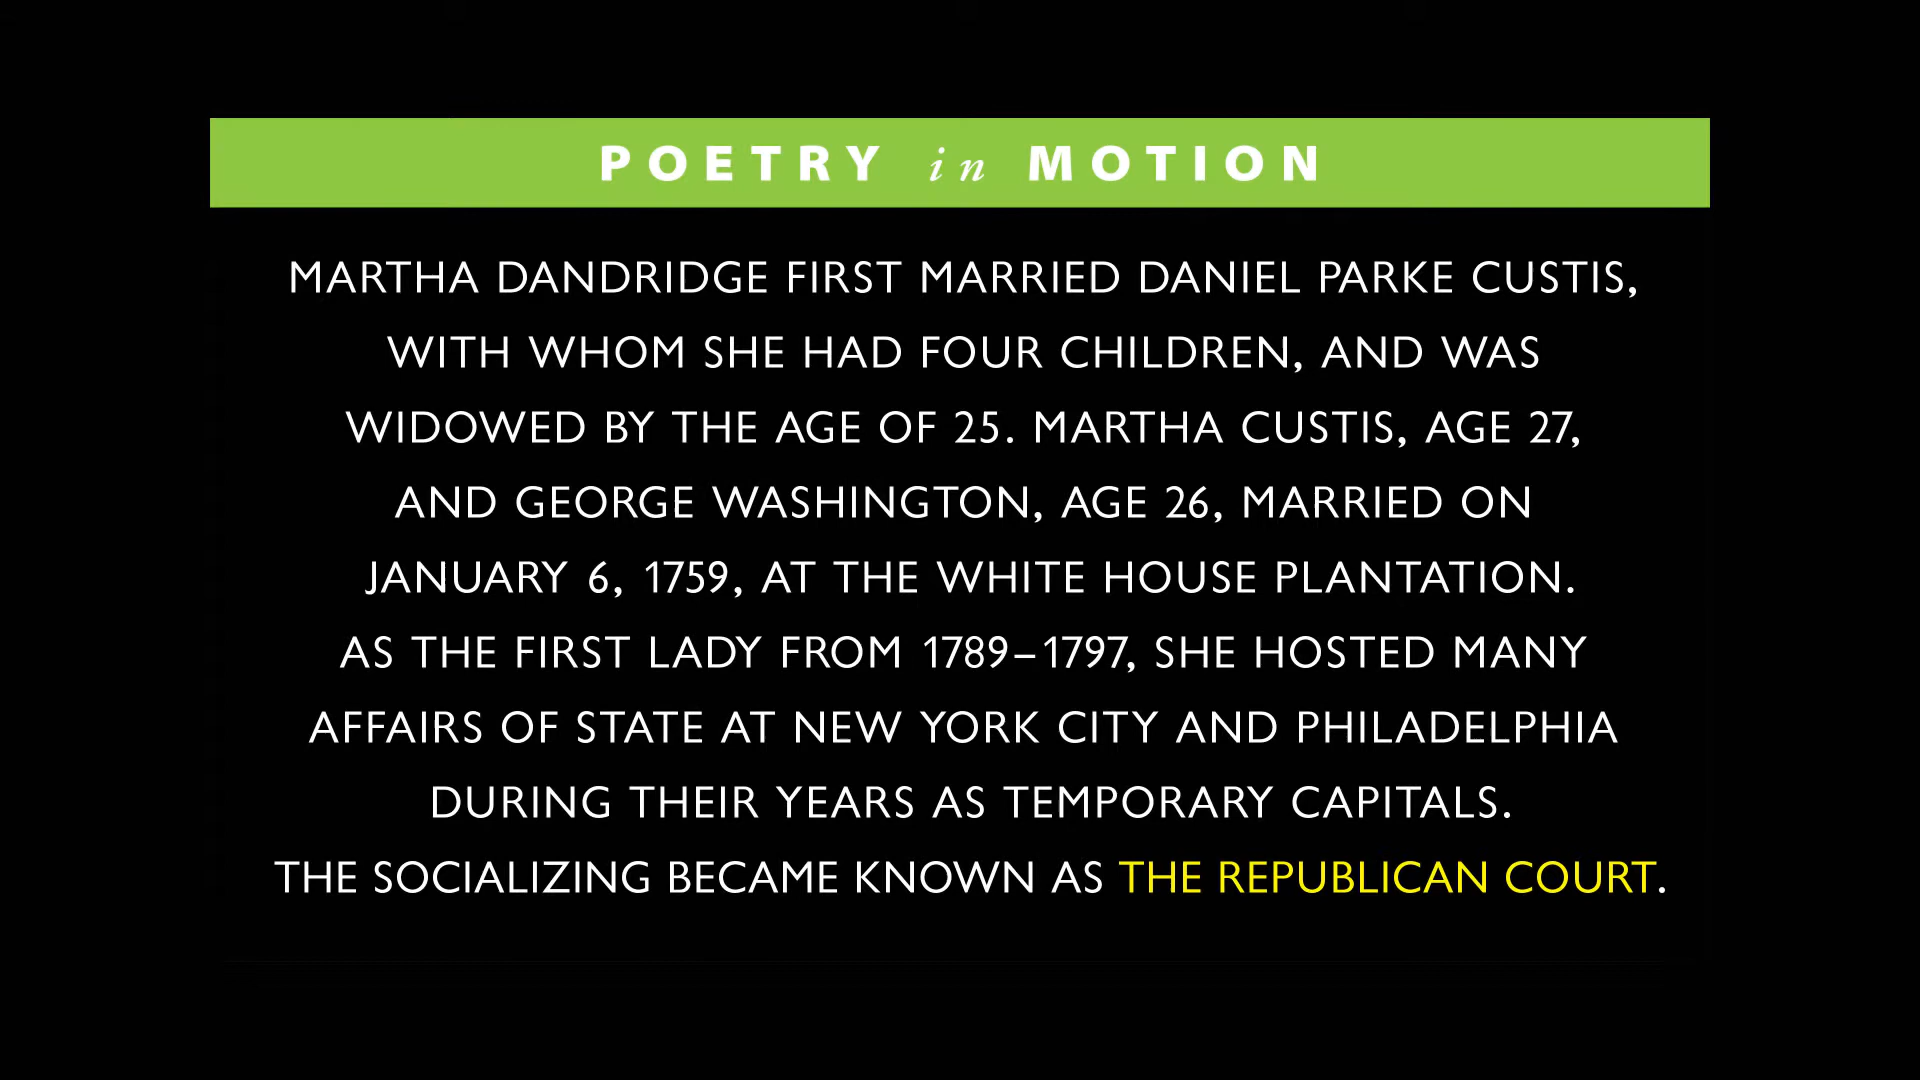 POETRY in MOTION
MARTHA DANDRIDGE FIRST MARRIED DANIEL PARKE CUSTIS,
WITH WHOM SHE HAD FOUR CHILDREN, AND WAS
WIDOWED BY THE AGE OF 25. MARTHA CUSTIS, AGE 27,
AND GEORGE WASHINGTON, AGE 26, MARRIED ON
JANUARY 6, 1759, AT THE WHITE HOUSE PLANTATION.
AS THE FIRST LADY FROM 1789–1797, SHE HOSTED MANY
AFFAIRS OF STATE AT NEW YORK CITY AND PHILADELPHIA
DURING THEIR YEARS AS TEMPORARY CAPITALS.
THE SOCIALIZING BECAME KNOWN AS THE REPUBLICAN COURT.